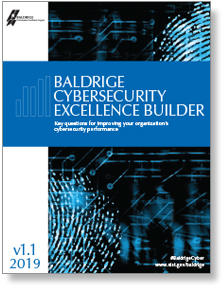 BALDRIGE
CYBERSECURITY
EXCELLENCE BUILDER
Key questions for improving your organization's
cybersecurity performance
v1.1
2019
#BaldrigeCyber
www.nist.gov/baldrige